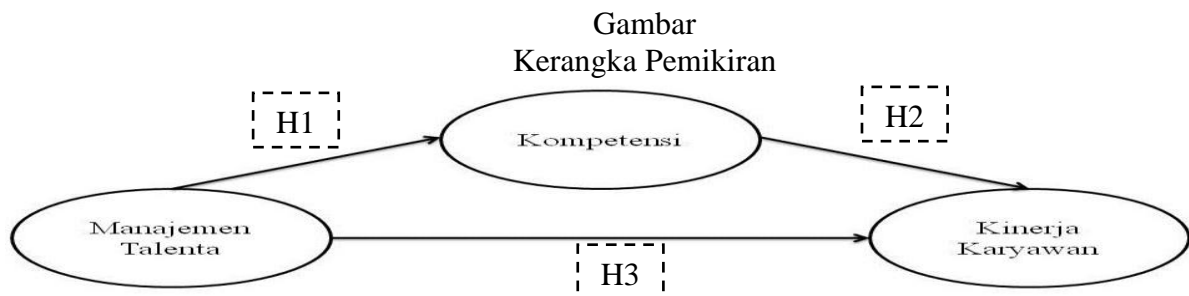 Gambar
Kerangka Pemikiran
H1
Kompetensi
H2
Manajemen
Talenta
Kinerja
Karyawan
H3